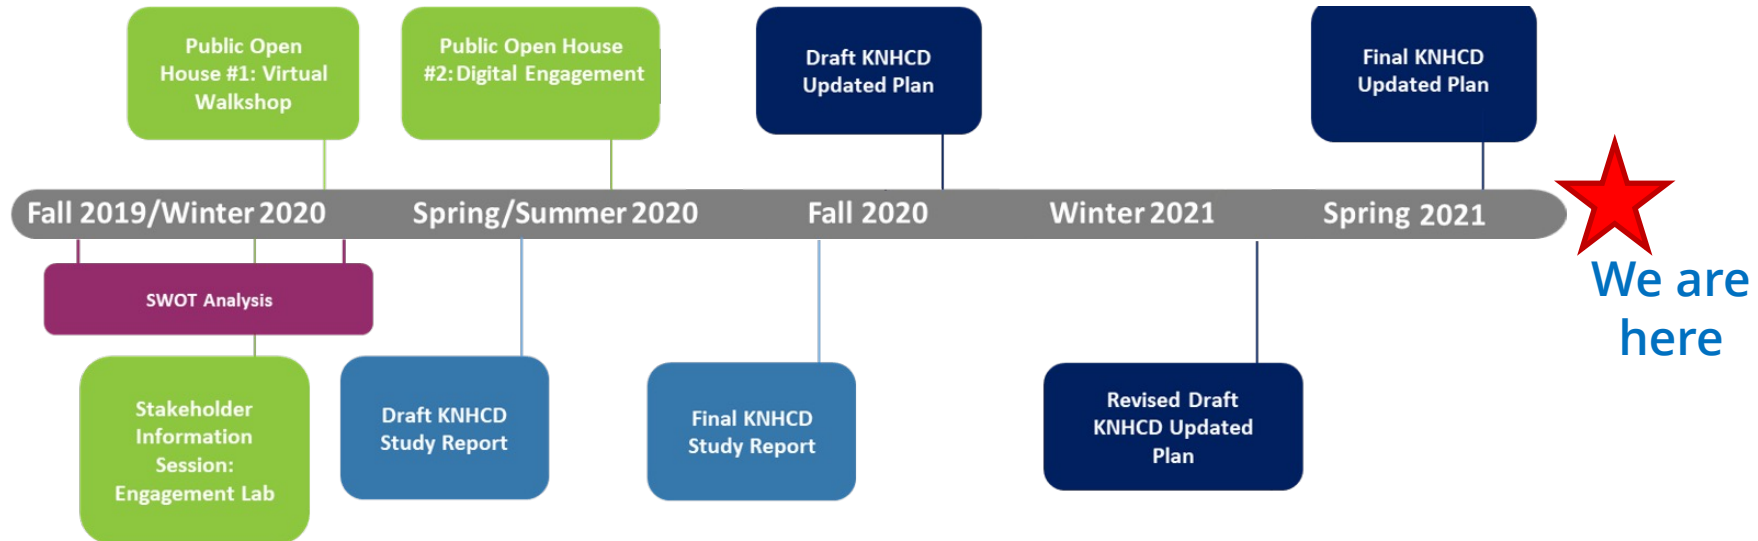 Public Open
House #1: Virtual
Walkshop
Public Open House
#2: Digital Engagement
Draft KNHCD
Updated Plan
Final KNHCD
Updated Plan
Fall 2019/Winter 2020
Spring/Summer 2020
Fall 2020
Winter 2021
Spring 2021
We are
here
SWOT Analysis
Stakeholder
Information
Session:
Engagement Lab
Draft KNHCD
Study Report
Final KNHCD
Study Report
Revised Draft
KNHCD Updated
Plan